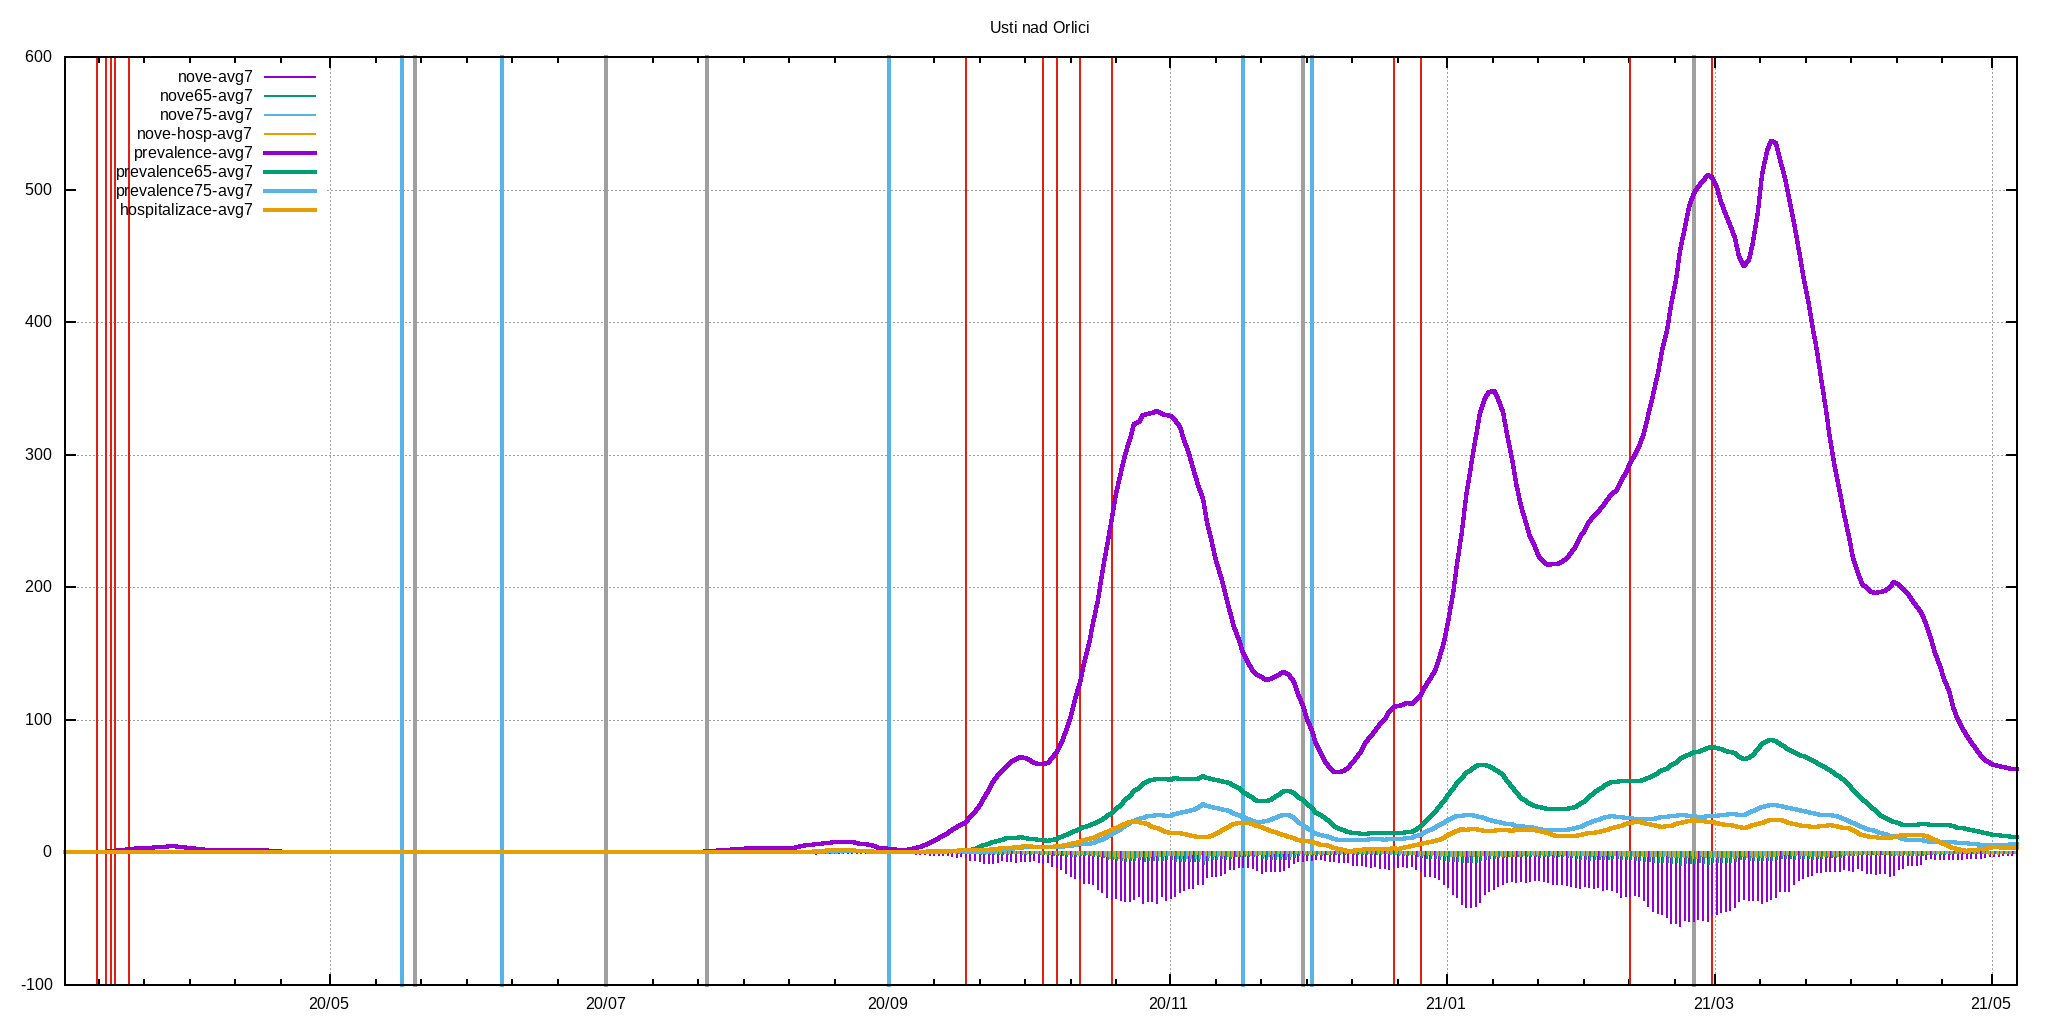 Usti nad Orlici
600
500
400
300
200
100
0
-100
nove-avg7
nove65-avg7
nove75-avg7
nove-hosp-avg7
prevalence-avg7
prevalence65-avg7
prevalence75-avg7
hospitalizace-avg7
20/05 20/07 20/09 20/11 21/01 21/03 21/05